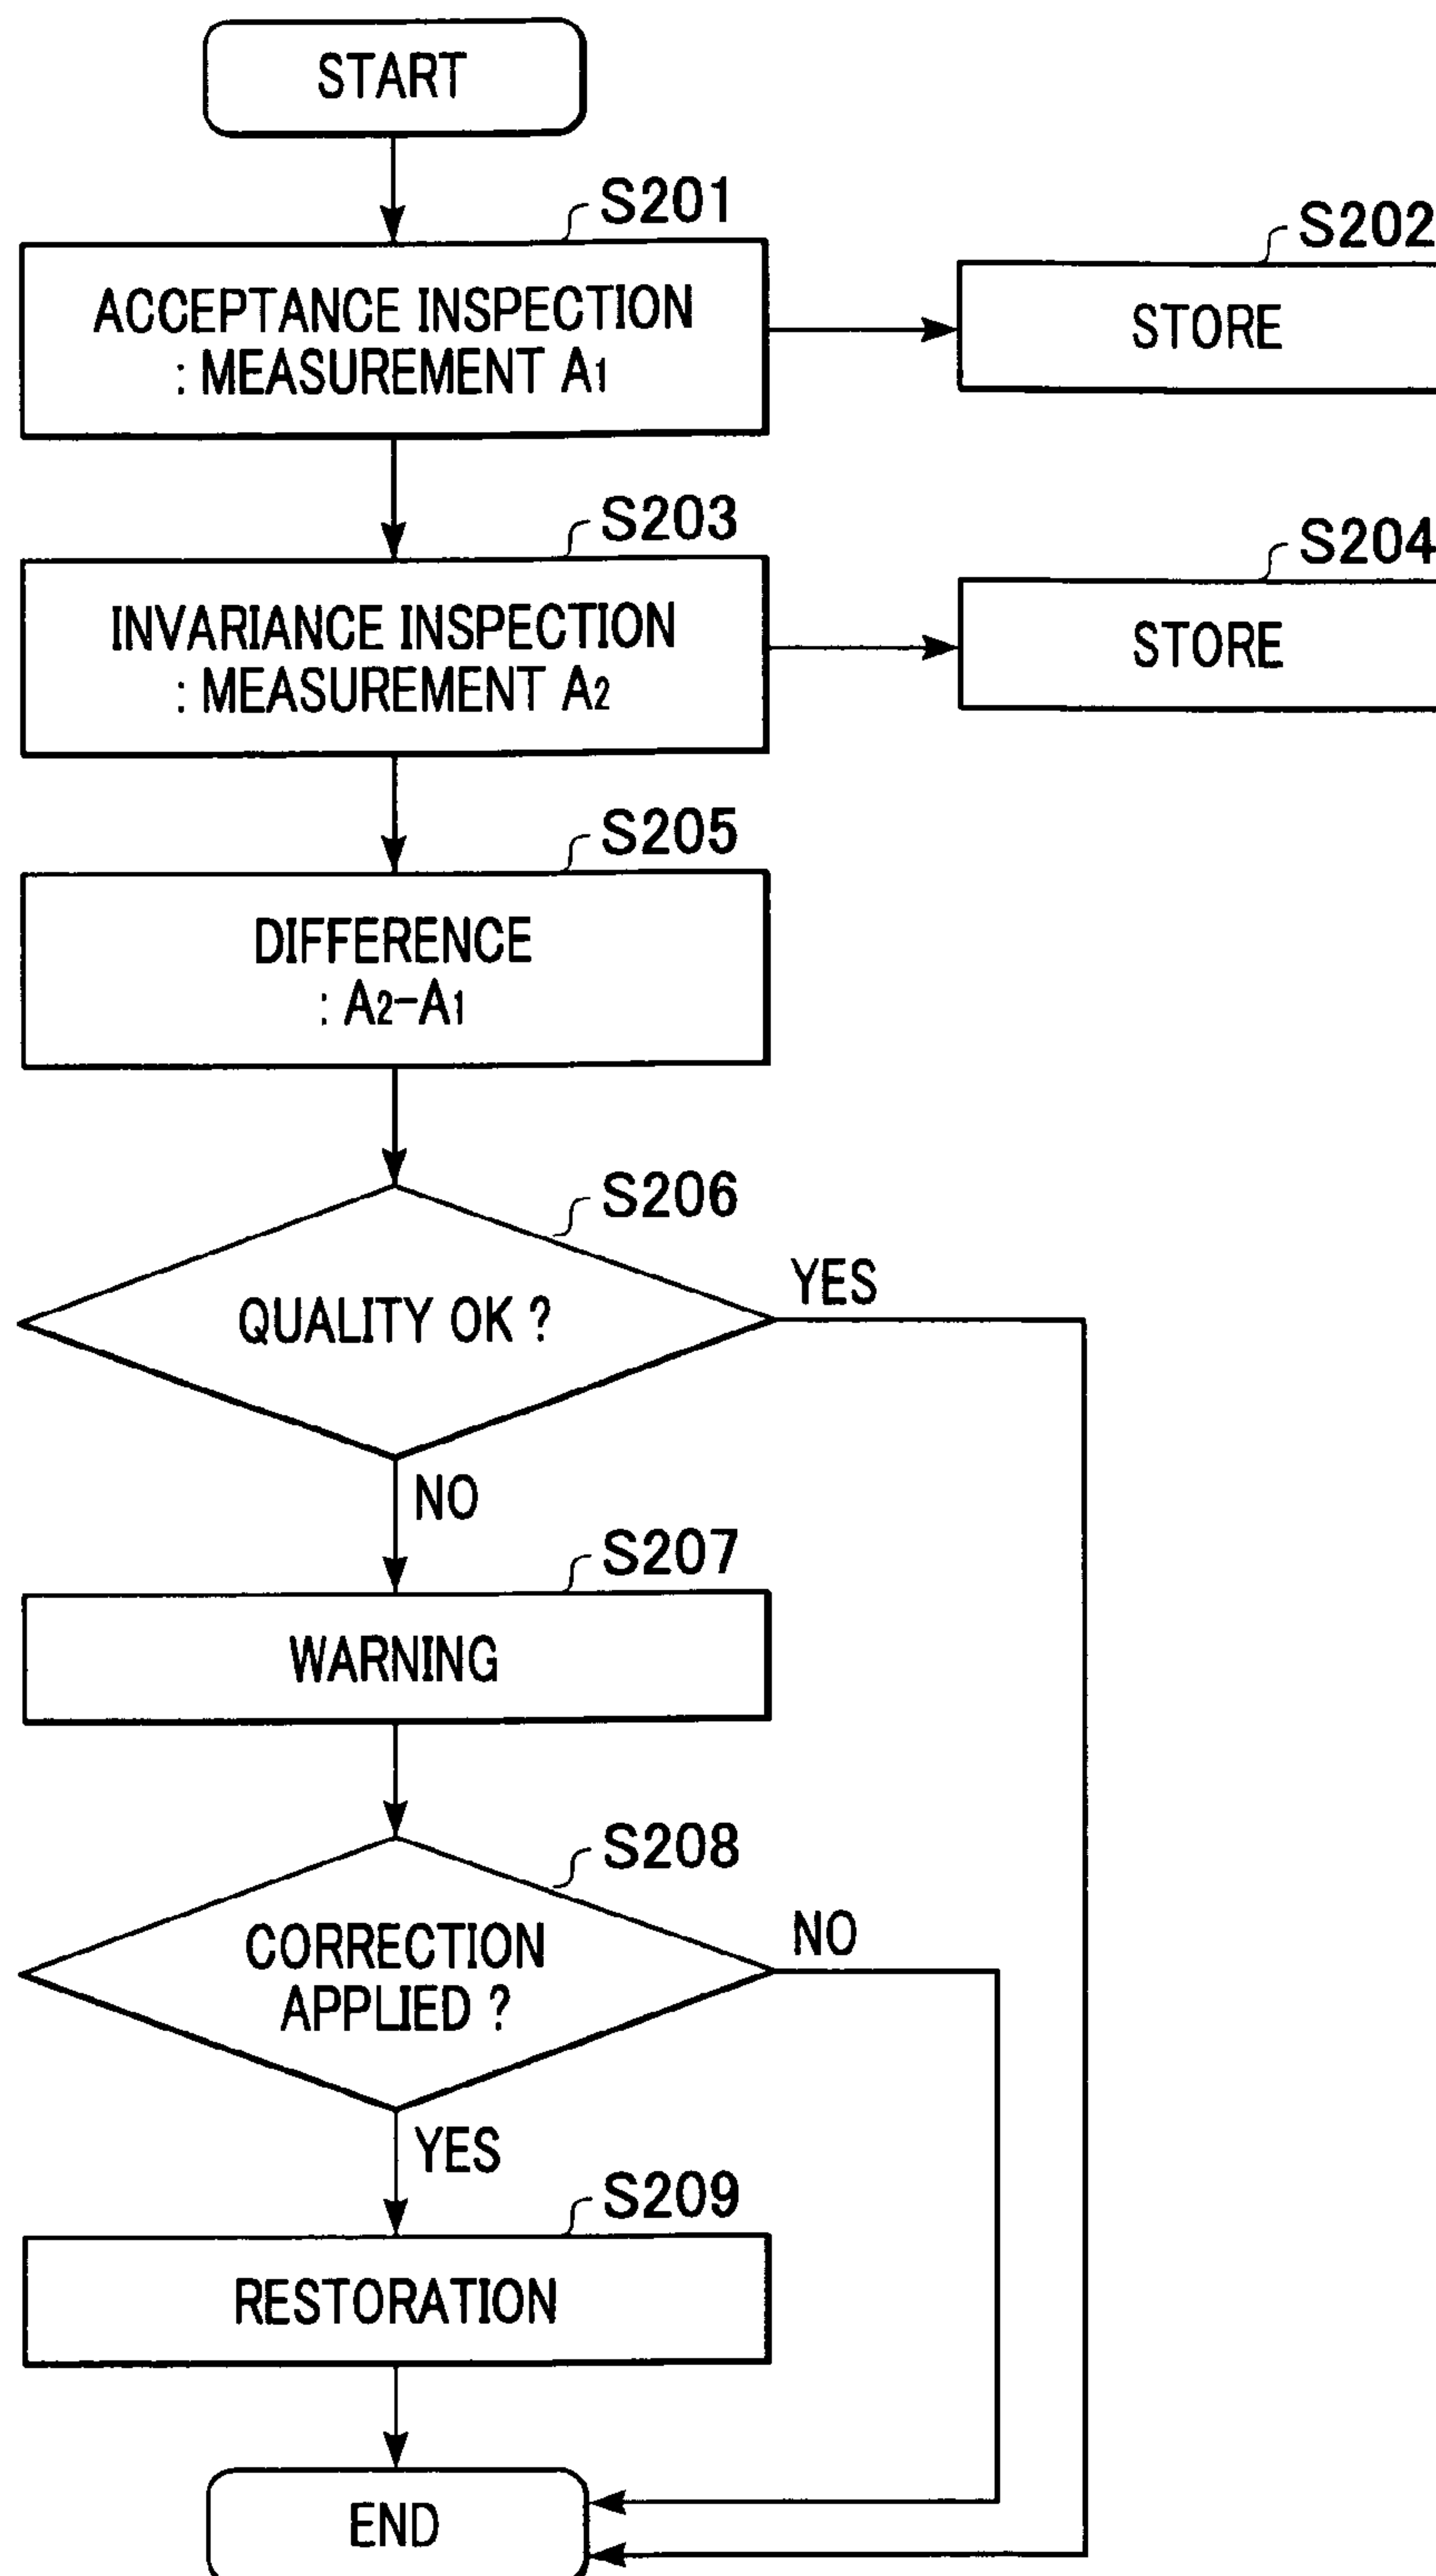 START
S201
ACCEPTANCE INSPECTION
: MEASUREMENT A1
S202
STORE
S203
INVARIANCE INSPECTION
: MEASUREMENT A2
S204
STORE
S205
DIFFERENCE
: A2-A1
S206
QUALITY OK ?
YES
NO
S207
WARNING
S208
CORRECTION
APPLIED ?
NO
YES
S209
RESTORATION
END